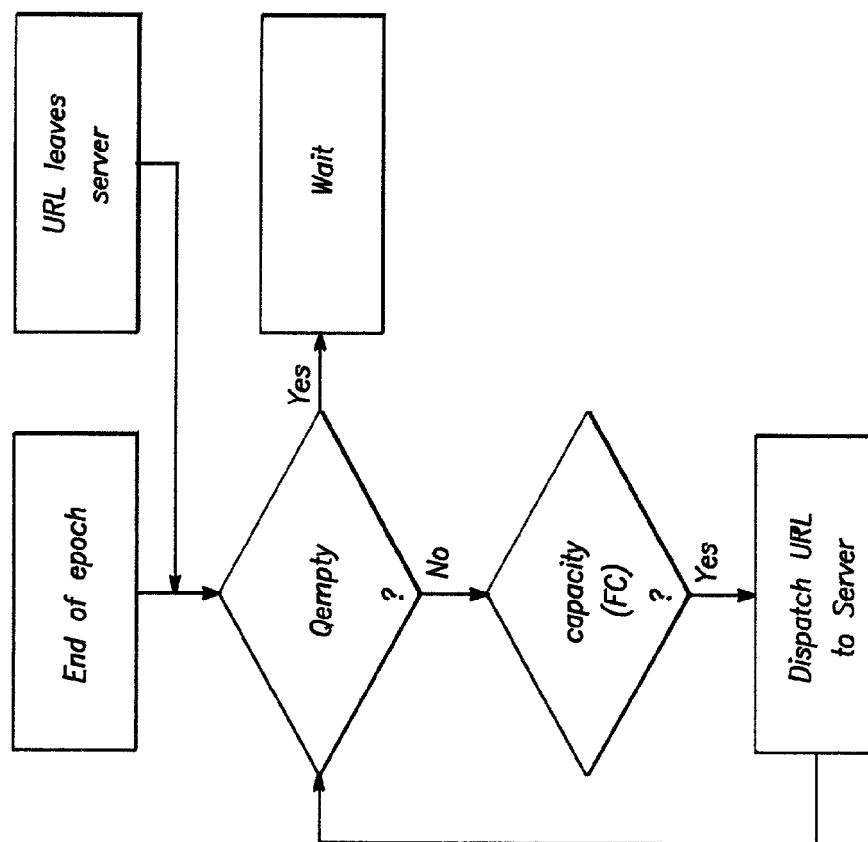 End of epoch
URL leaves
server
Qempty
?
Yes
Wait
No
capacity
(FC)
?
Yes
Dispatch URL
to Server